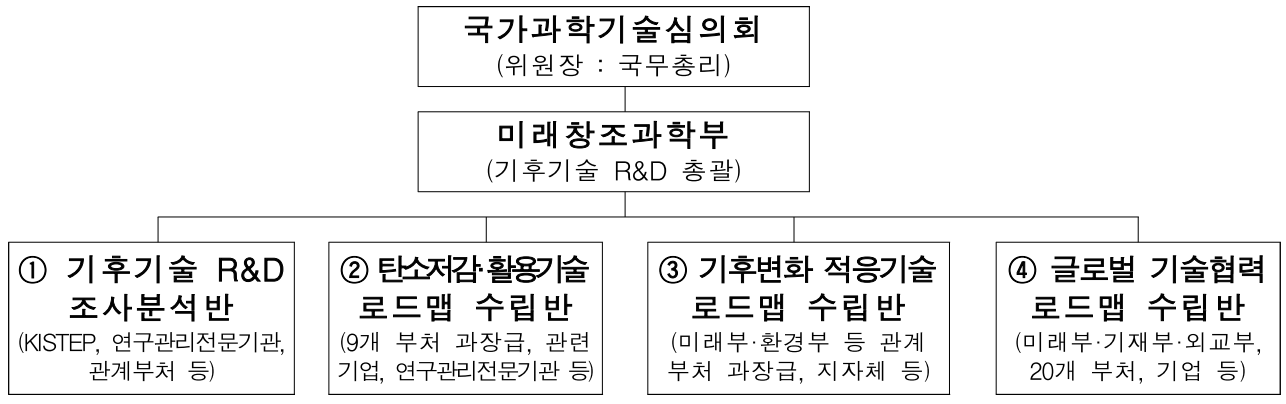 국가과학기술심의회
(위원장 : 국무총리)
미래창조과학부
(기후기술 R&D 총괄)
① 기후기술 R&D
조사분석반
(KISTEP, 연구관리전문기관,
관계부처 등)
② 탄소저감·활용기술
로드맵 수립반
(9개 부처 과장급, 관련
기업, 연구관리전문기관 등)
③ 기후변화 적응기술
로드맵 수립반
(미래부·환경부 등 관계
부처 과장급, 지자체 등)
④ 글로벌 기술협력
로드맵 수립반
(미래부·기재부·외교부,
20개 부처, 기업 등)